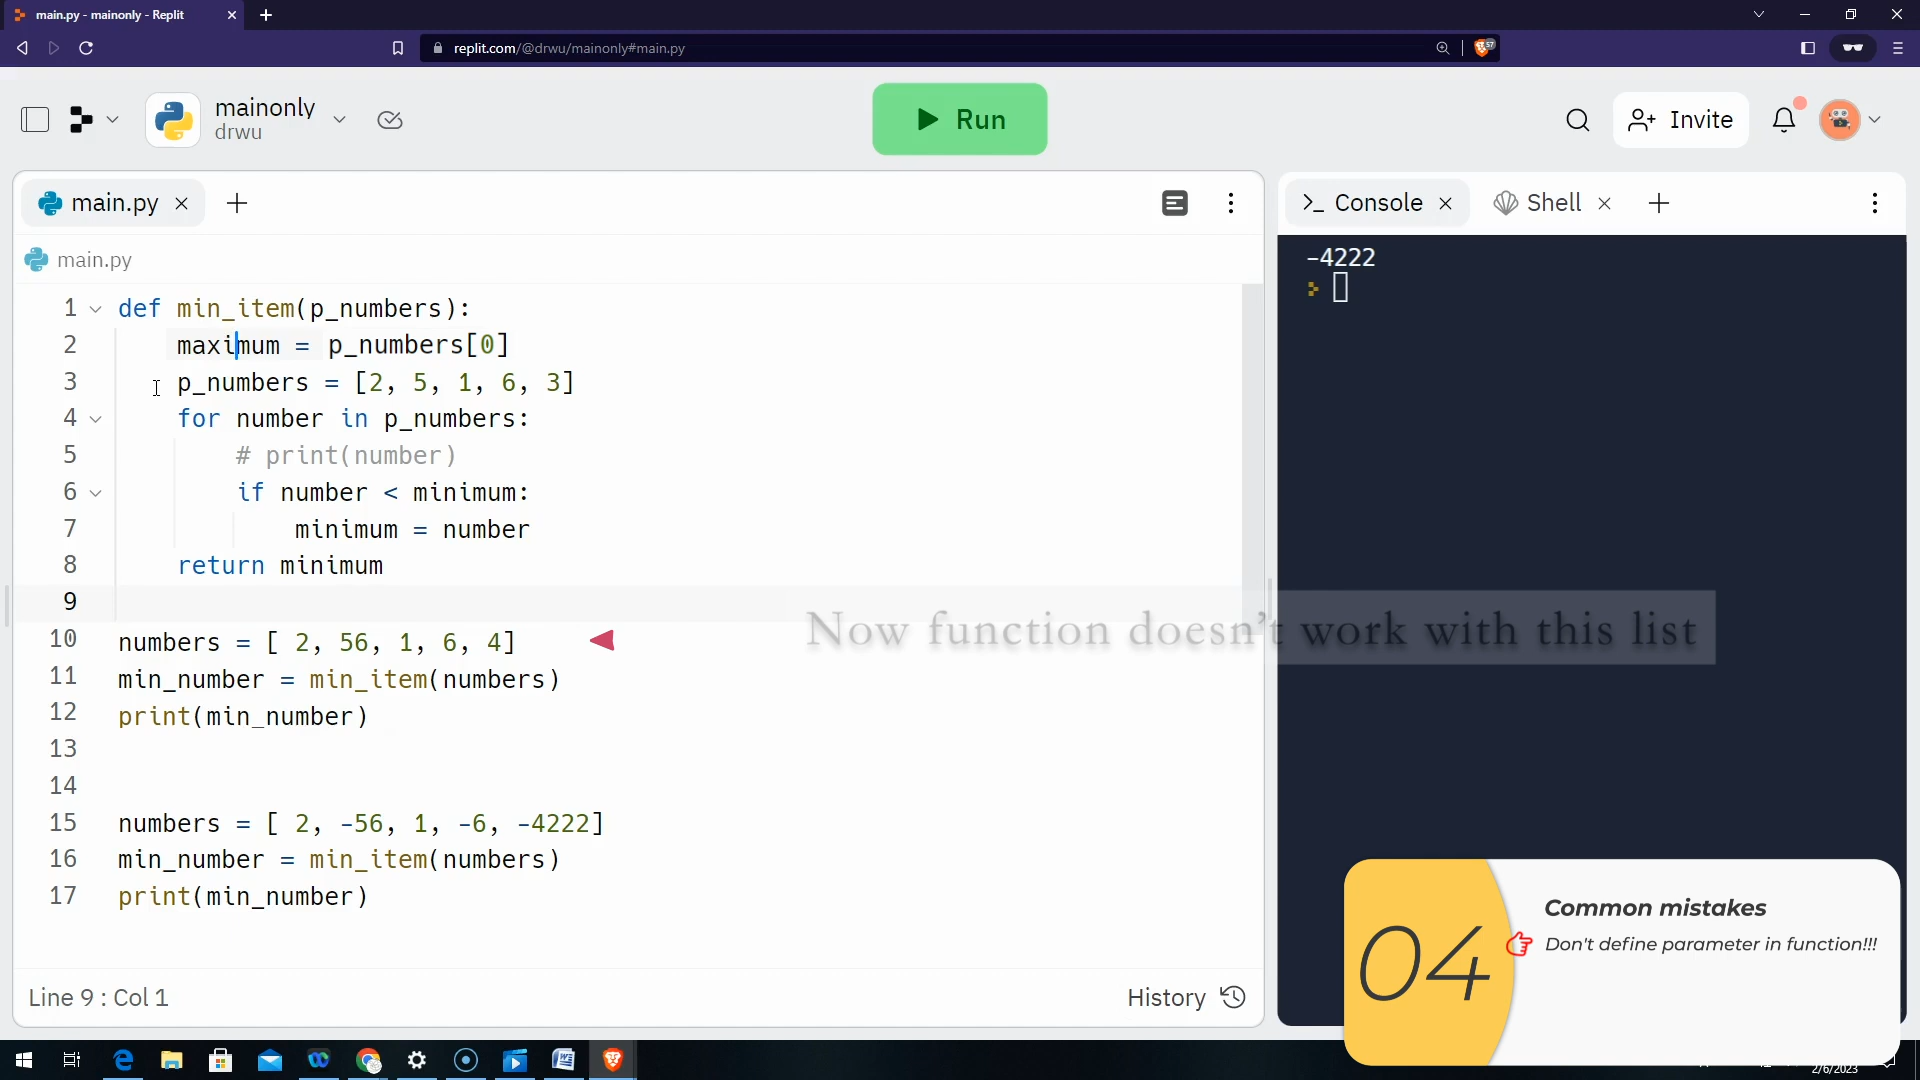 main.py - mainonly - Replit
replit.com/@drwu/mainonly#main.py
57
mainonly
drwu
Run
Invite
main.py
Console
Shell
main.py
-4222
1 def min_item(p_numbers):
2 maximum = p_numbers[0]
3 p_numbers = [2, 5, 1, 6, 3]
4 for number in p_numbers:
5 # print(number)
6 if number < minimum:
7 minimum = number
8 return minimum
9
10 numbers = [ 2, 56, 1, 6, 4]
Now function doesn't work with this list
11 min_number = min_item(numbers)
12 print(min_number)
13
14
15 numbers = [ 2, -56, 1, -6, -4222]
16 min_number = min_item(numbers)
17 print(min_number)
04
Common mistakes
Don't define parameter in function!!!
Line 9 : Col 1
History
2/6/2023